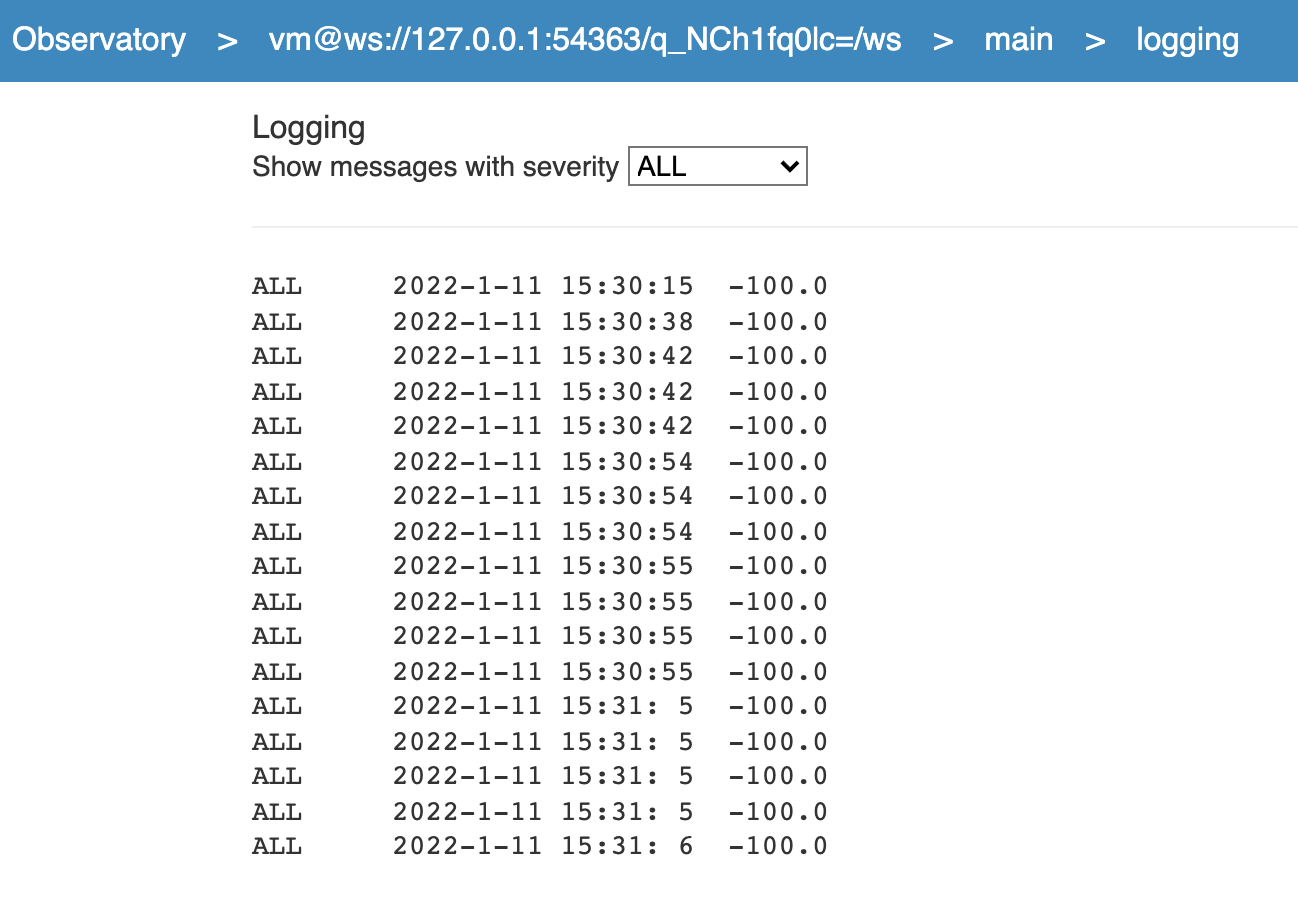 Observatory > vm@ws://127.0.0.1:54363/q_NCh1fq0lc=/ws > main > logging
Logging
Show messages with severity ALL
ALL 2022-1-11 15:30:15 -100.0
ALL 2022-1-11 15:30:38 -100.0
ALL 2022-1-11 15:30:42 -100.0
ALL 2022-1-11 15:30:42 -100.0
ALL 2022-1-11 15:30:42 -100.0
ALL 2022-1-11 15:30:54 -100.0
ALL 2022-1-11 15:30:54 -100.0
ALL 2022-1-11 15:30:54 -100.0
ALL 2022-1-11 15:30:55 -100.0
ALL 2022-1-11 15:30:55 -100.0
ALL 2022-1-11 15:30:55 -100.0
ALL 2022-1-11 15:30:55 -100.0
ALL 2022-1-11 15:31: 5 -100.0
ALL 2022-1-11 15:31: 5 -100.0
ALL 2022-1-11 15:31: 5 -100.0
ALL 2022-1-11 15:31: 5 -100.0
ALL 2022-1-11 15:31: 6 -100.0